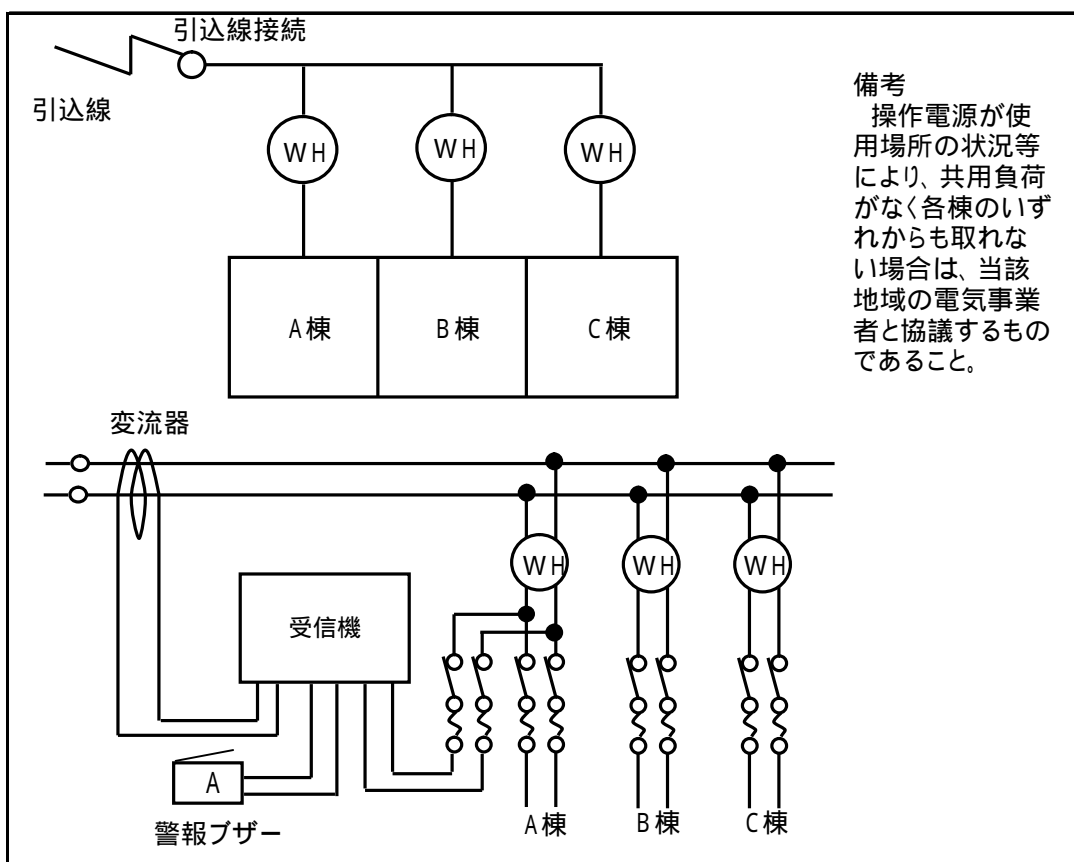 引込線接続
引込線
WH WH WH
A棟 B棟 C棟
備考
操作電源が使
用場所の状況等
により、共用負荷
がなく各棟のいず
れからも取れな
い場合は、当該
地域の電気事業
者と協議するもの
であること。
変流器
WH WH WH
受信機
A
警報ブザー
A棟 B棟 C棟